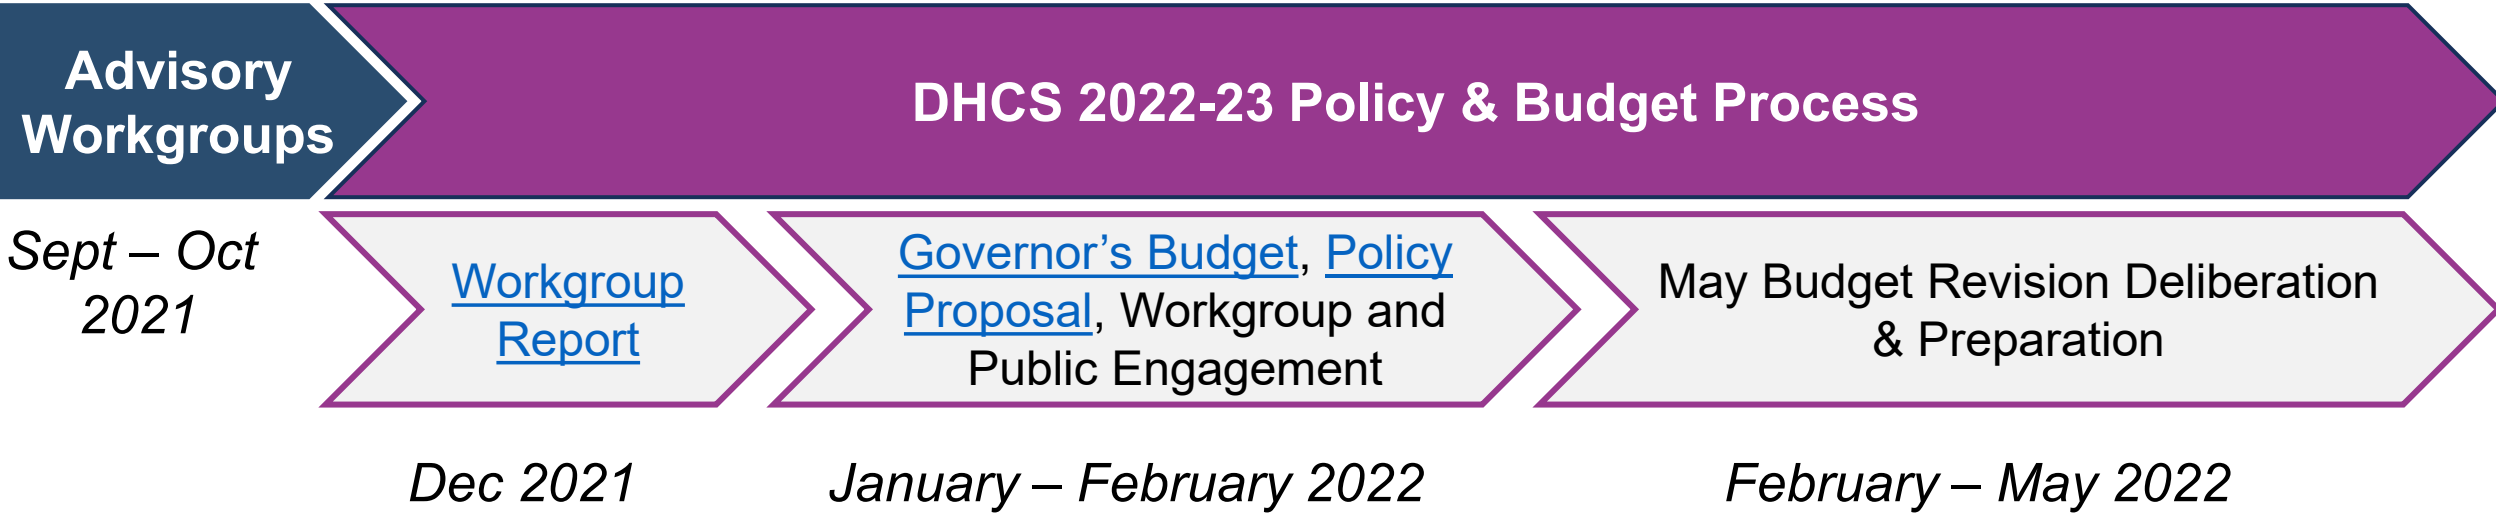 Advisory
Workgroups
DHCS 2022-23 Policy & Budget Process
Sept – Oct
2021
Workgroup
Report
Governor’s Budget, Policy
Proposal, Workgroup and
Public Engagement
May Budget Revision Deliberation
& Preparation
Dec 2021
January – February 2022
February – May 2022